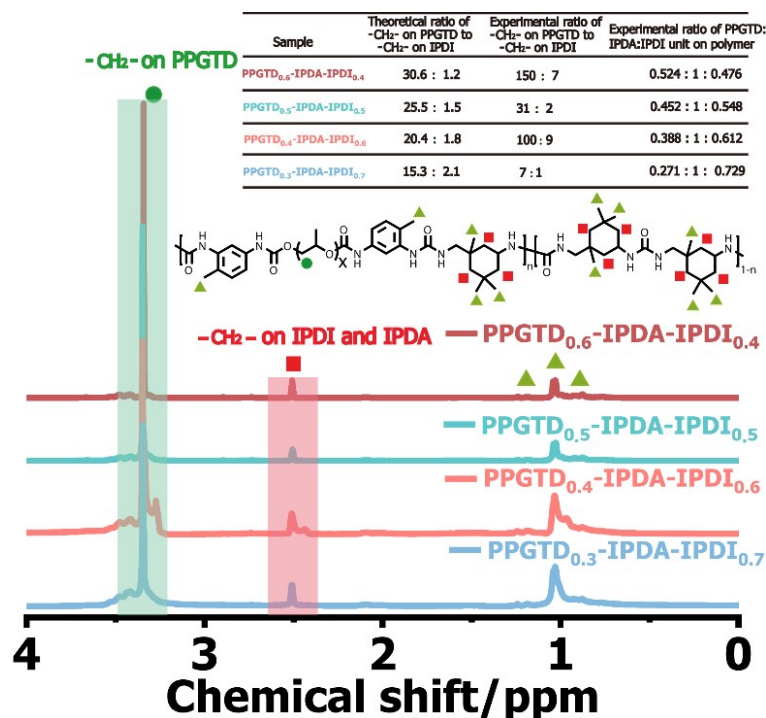 Theoretical ratio of -CH₂- on PPGTD to -CH₂- on IPDI
Experimental ratio of -CH₂- on PPGTD to -CH₂- on IPDI
Experimental ratio of PPGTD: IPDA:IPDI unit on polymer
Sample
PPGTD₀.₆-IPDA-IPDI₀.₄ 30.6 : 1.2 150 : 7 0.524 : 1 : 0.476
PPGTD₀.₅-IPDA-IPDI₀.₅ 25.5 : 1.5 31 : 2 0.452 : 1 : 0.548
PPGTD₀.₄-IPDA-IPDI₀.₆ 20.4 : 1.8 100:9 0.388 : 1 : 0.612
PPGTD₀.₃-IPDA-IPDI₀.₇ 15.3 : 2.1 7:1 0.271 : 1 : 0.729
-CH₂- on PPGTD
-CH₂- on IPDI and IPDA
PPGTD₀.₆-IPDA-IPDI₀.₄
PPGTD₀.₅-IPDA-IPDI₀.₅
PPGTD₀.₄-IPDA-IPDI₀.₆
PPGTD₀.₃-IPDA-IPDI₀.₇
4 3 2 1 0
Chemical shift/ppm